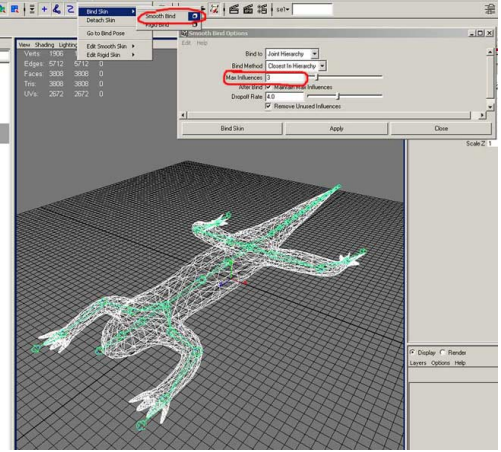 sel▾
Bind Skin
Detach Skin
Go to Bind Pose
Edit Smooth Skin
Edit Rigid Skin
Smooth Bind
Rigid Bind
View Shading Lighting
Verts: 1906 1906 0
Edges: 5712 5712 0
Faces: 3808 3808 0
Tris: 3808 3808 0
UVs: 2672 2672 0
Smooth Bind Options
Edit Help
Bind to Joint Hierarchy
Bind Method Closest In Hierarchy
Max Influences 3
After Bind Maintain Max Influences
Dropoff Rate 4.0
Remove Unused Influences
Bind Skin Apply Close
Scale Z 1
Display Render
Layers Options Help